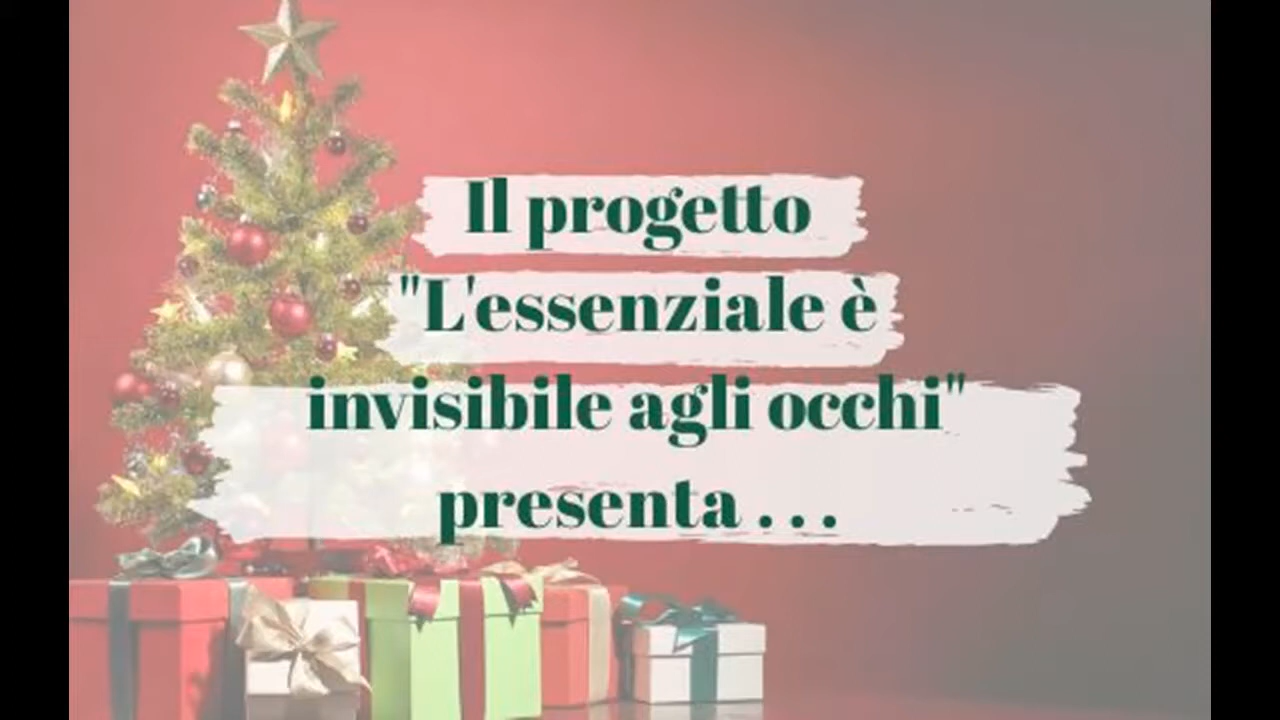 Il progetto
"L'essenziale è
invisibile agli occhi"
presenta . . .